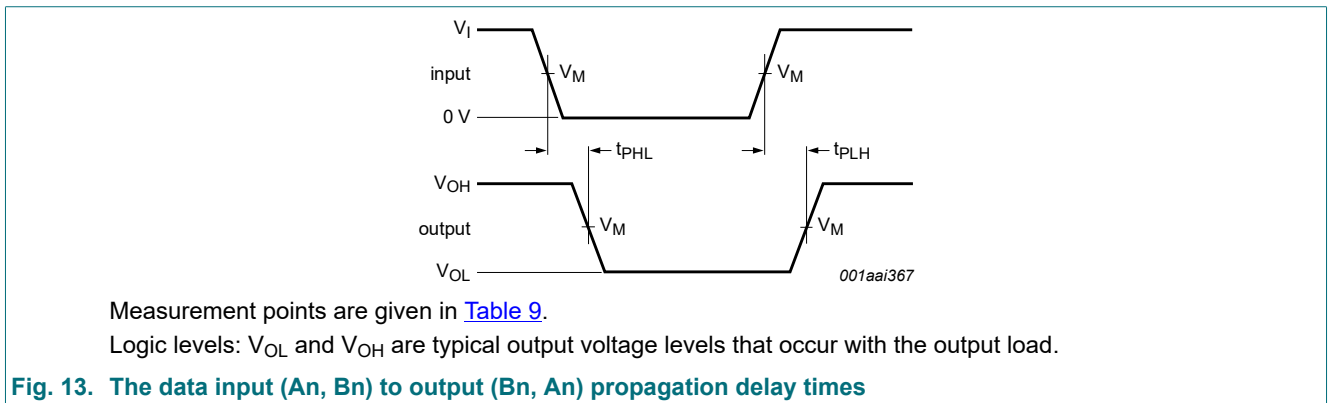 VI
input
VM
VM
0 V
tPHL
tPLH
VOH
output
VM
VM
VOL
001aai367
Measurement points are given in Table 9.
Logic levels: VOL and VOH are typical output voltage levels that occur with the output load.
Fig. 13. The data input (An, Bn) to output (Bn, An) propagation delay times